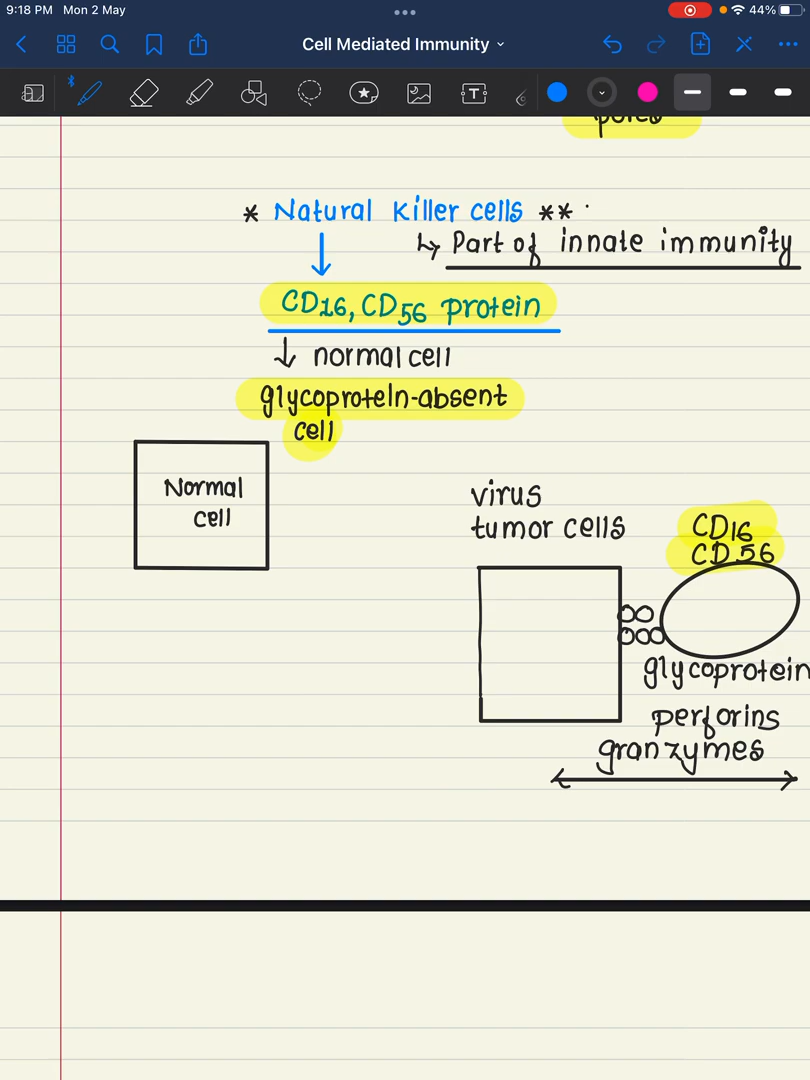 9:18 PM Mon 2 May
44%
Cell Mediated Immunity
* Natural Killer cells **
↳ Part of innate immunity
CD16, CD56 protein
↓ normal cell
glycoprotein-absent
cell
Normal
cell
virus
tumor cells
CD16
CD56
glycoprotein
perforins
granzymes